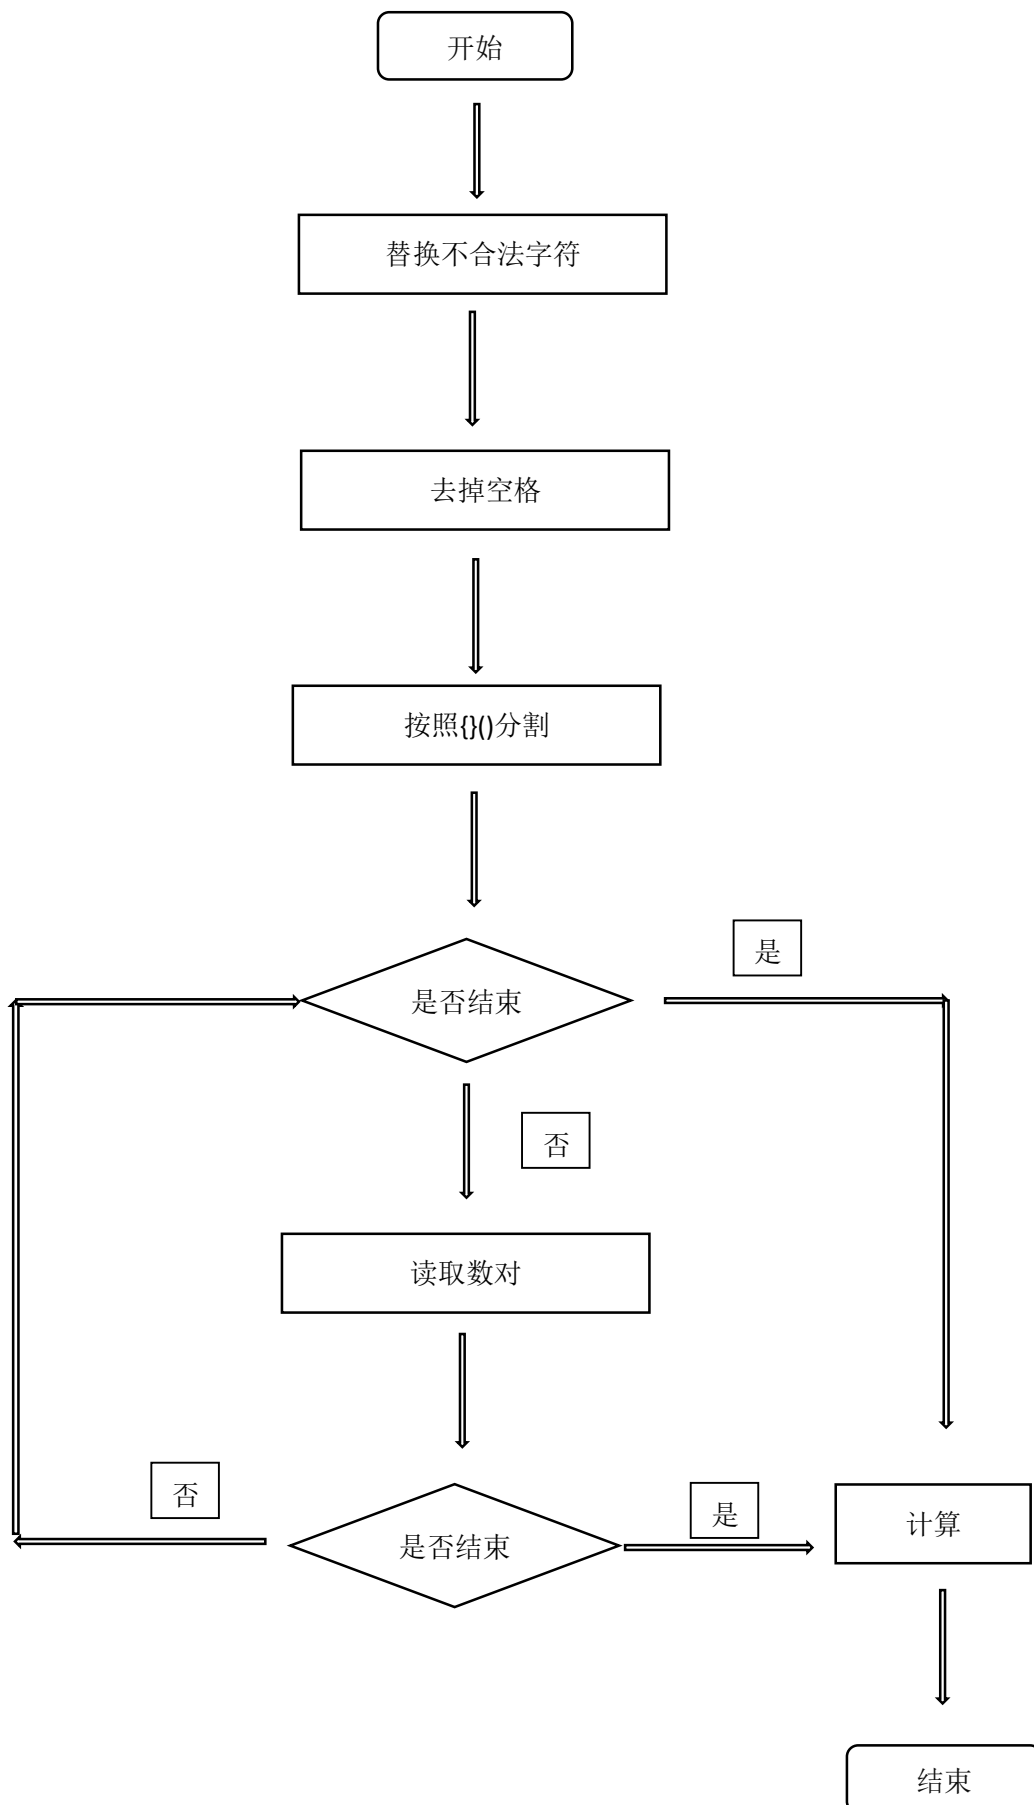 开始
替换不合法字符
去掉空格
按照{}()分割
是
是否结束
否
读取数对
否
是
是否结束
计算
结束